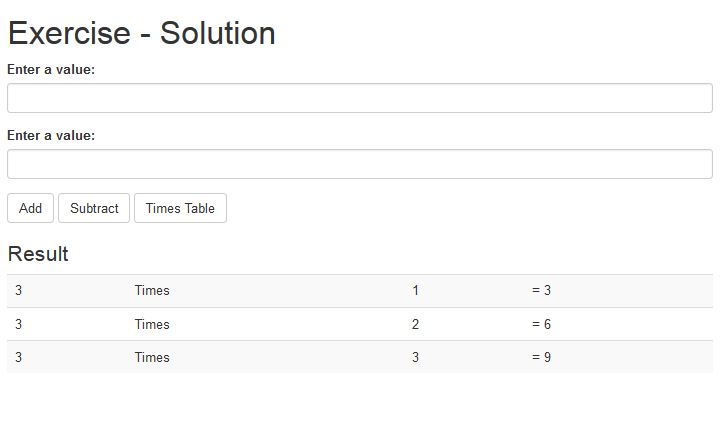 Exercise - Solution
Enter a value:
Enter a value:
Add Subtract Times Table
Result
3 Times 1 = 3
3 Times 2 = 6
3 Times 3 = 9